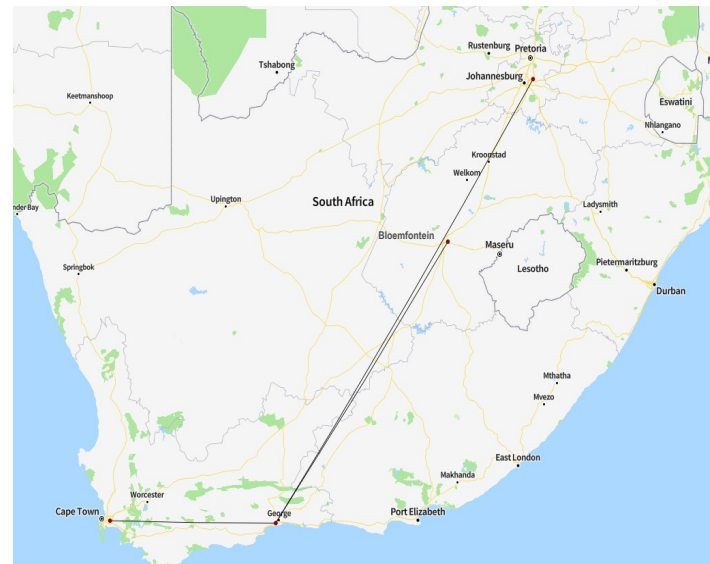 Rustenburg
Pretoria
Tshabong
Johannesburg
Keetmanshoop
Eswatini
Nhlangano
Kroonstad
Welkom
Upington
South Africa
Ladysmith
nder Bay
Bloemfontein
Maseru
Springbok
Lesotho
Pietermaritzburg
Durban
Mthatha
Mvezo
East London
Makhanda
Worcester
Cape Town
George
Port Elizabeth